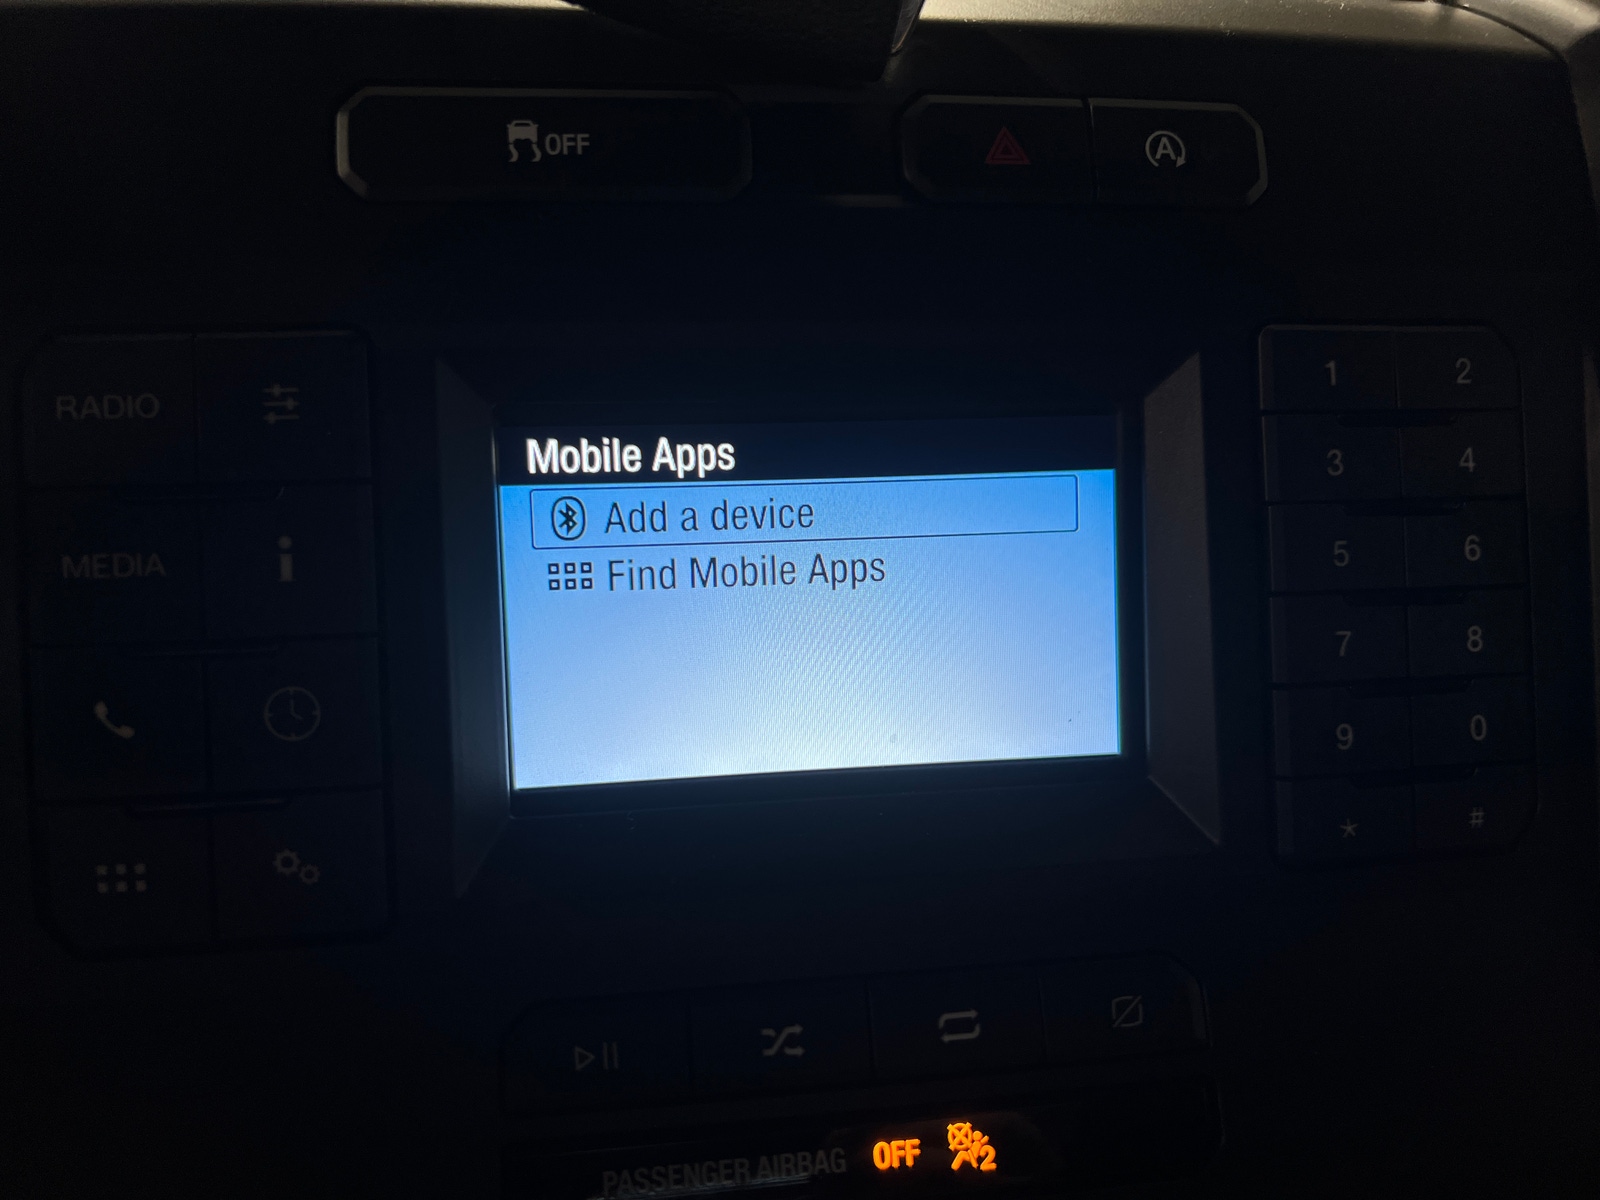 OFF
A
RADIO
1 2
Mobile Apps
Add a device
3 4
Find Mobile Apps
MEDIA
i
5 6
7 8
9 0
* #
PASSENGER AIRBAG OFF 2